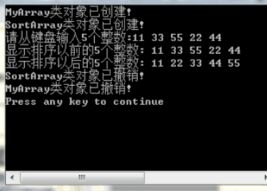 MyArray类对象已创建!
SortArray类对象已创建!
请从键盘输入5个整数:11 33 55 22 44
显示排序以前的5个整数: 11 33 55 22 44
显示排序以后的5个整数: 11 22 33 44 55
SortArray类对象已撤销!
MyArray类对象已撤销!
Press any key to continue